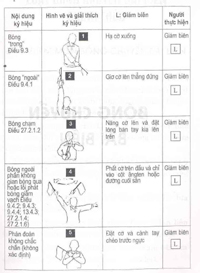 Nội dung ký hiệu
Hình vẽ và giải thích ký hiệu
L: Giám biên
Người thực hiện
Bóng "trong"
Điều 9.3
1
Hạ cờ xuống
Giám biên
L
Bóng "ngoài"
Điều 9.4.1
2
Giơ cờ lên thẳng đứng
Giám biên
L
Bóng chạm
Điều 27.2.1.2
3
Nâng cờ lên và đặt
lòng bàn tay kia lên
trên
Giám biên
L
Bóng ngoài
phần không
gian bóng qua
hoặc lỗi phát
bóng giẫm
vạch Điều
9.4.2; 9.4.3;
9.4.4; 13.4.3;
27.2.1.4;
27.2.1.6)
4
Phất cờ trên đầu và chỉ
vào cột ăngten hoặc
đường cuối sân
Giám biên
L
Phán đoán
không chắc
chắn (không
xác định)
5
Đặt cờ và cánh tay
chéo trước ngực
Giám biên
L